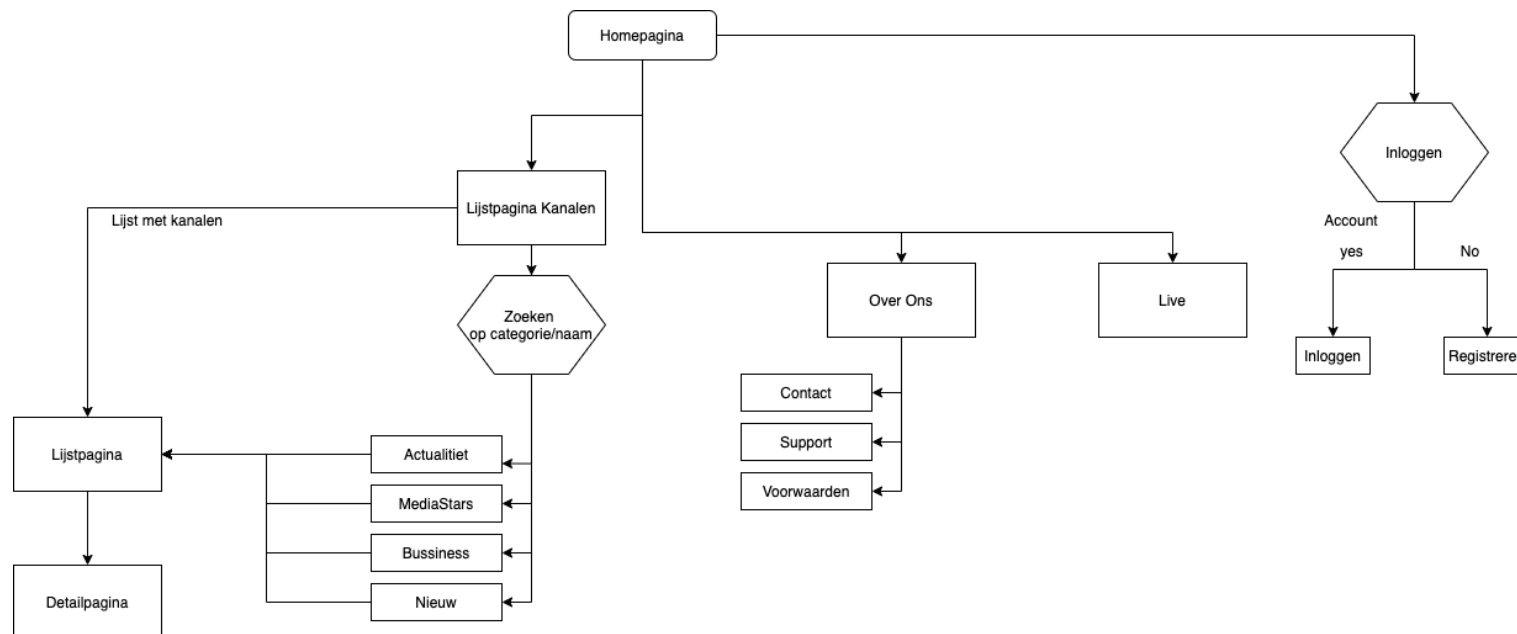 Homepagina
Inloggen
Lijstpagina Kanalen
Lijst met kanalen
Account
yes
No
Zoeken
op categorie/naam
Over Ons
Live
Inloggen
Registrere
Contact
Support
Voorwaarden
Lijstpagina
Actualitiet
MediaStars
Bussiness
Nieuw
Detailpagina